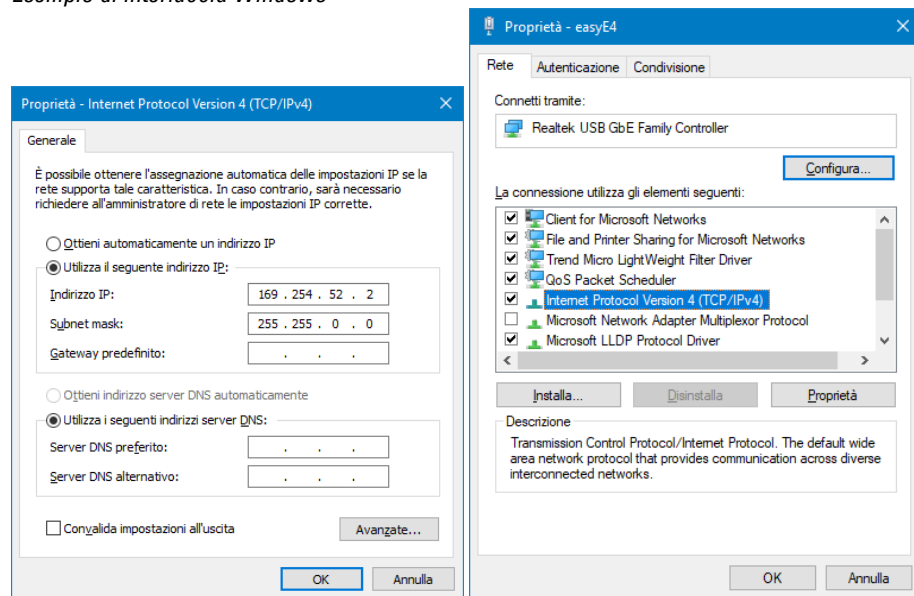 Esempio di interfaccia Windows
Proprietà - Internet Protocol Version 4 (TCP/IPv4)
Generale
È possibile ottenere l'assegnazione automatica delle impostazioni IP se la
rete supporta tale caratteristica. In caso contrario, sarà necessario
richiedere all'amministratore di rete le impostazioni IP corrette.
Ottieni automaticamente un indirizzo IP
Utilizza il seguente indirizzo IP:
Indirizzo IP: 169 . 254 . 52 . 2
Subnet mask: 255 . 255 . 0 . 0
Gateway predefinito: . . .
Ottieni indirizzo server DNS automaticamente
Utilizza i seguenti indirizzi server DNS:
Server DNS preferito: . . .
Server DNS alternativo: . . .
Convalida impostazioni all'uscita
Avanzate...
OK Annulla
Proprietà - easyE4
Rete Autenticazione Condivisione
Connetti tramite:
Realtek USB GbE Family Controller
Configura...
La connessione utilizza gli elementi seguenti:
Client for Microsoft Networks
File and Printer Sharing for Microsoft Networks
Trend Micro LightWeight Filter Driver
QoS Packet Scheduler
Internet Protocol Version 4 (TCP/IPv4)
Microsoft Network Adapter Multiplexor Protocol
Microsoft LLDP Protocol Driver
Installa... Disinstalla Proprietà
Descrizione
Transmission Control Protocol/Internet Protocol. The default wide
area network protocol that provides communication across diverse
interconnected networks.
OK Annulla